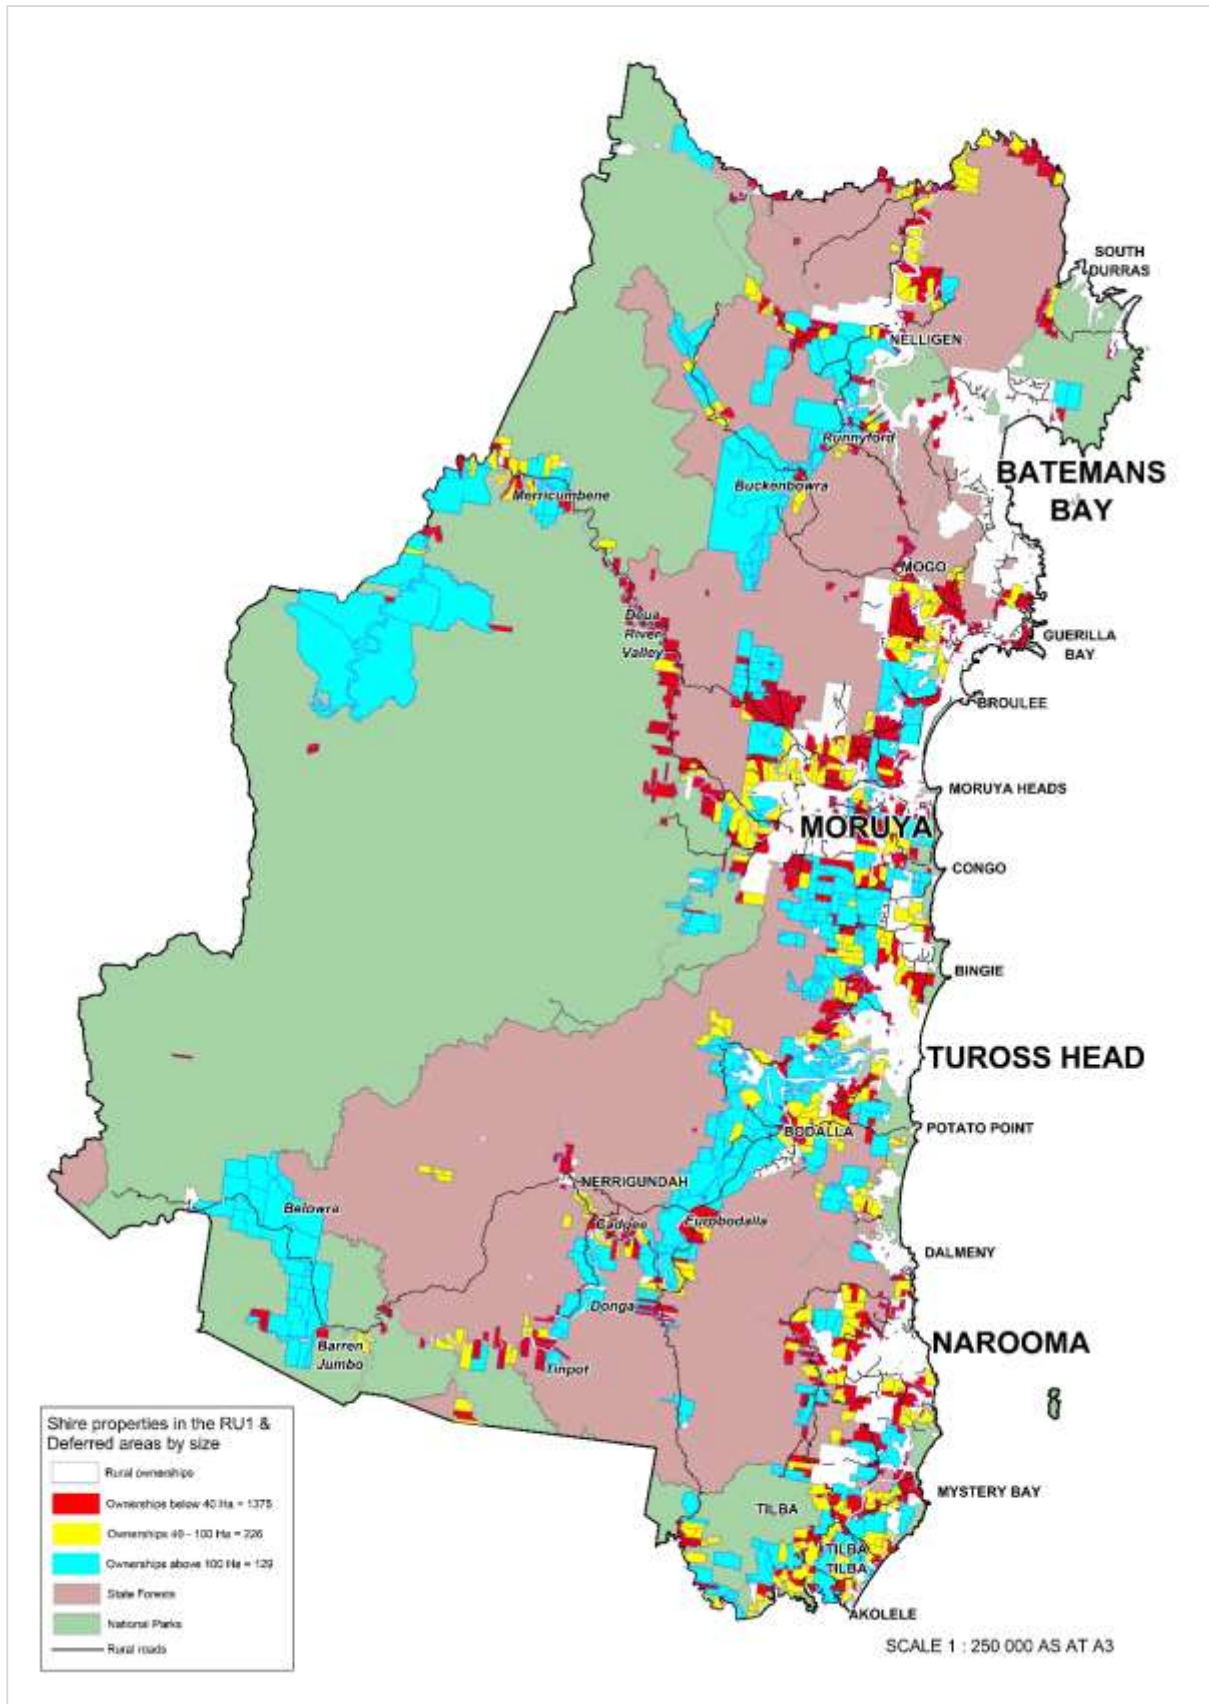 SOUTH
DURRAS
NELLIGEN
Runnyford
BATEMANS
BAY
Buckenbowra
Merricumbene
MOGO
Deua
River
Valley
GUERILLA
BAY
BROULEE
MORUYA HEADS
MORUYA
CONGO
BINGIE
TUROSS HEAD
BODALLA
POTATO POINT
NERRIGUNDAH
Belowra
Cadgee
Eurobodalla
DALMENY
Donga
NAROOMA
Barren
Jumbo
Tinpot
MYSTERY BAY
TILBA
TILBA
TILBA
AKOLELE
SCALE 1 : 250 000 AS AT A3
Shire properties in the RU1 &
Deferred areas by size
Rural ownerships
Ownerships below 40 Ha = 1375
Ownerships 40 - 100 Ha = 226
Ownerships above 100 Ha = 129
State Forests
National Parks
Rural roads